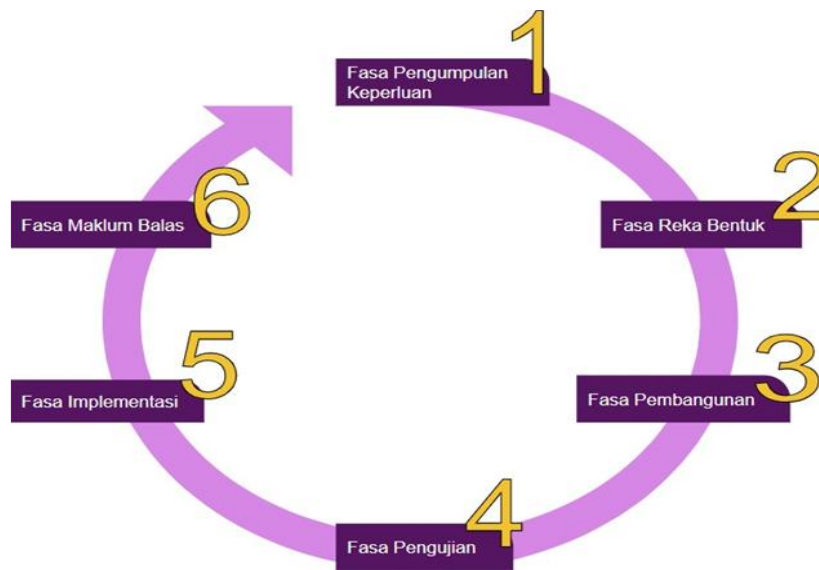 1
Fasa Pengumpulan
Keperluan
2
Fasa Reka Bentuk
3
Fasa Pembangunan
4
Fasa Pengujian
5
Fasa Implementasi
6
Fasa Maklum Balas